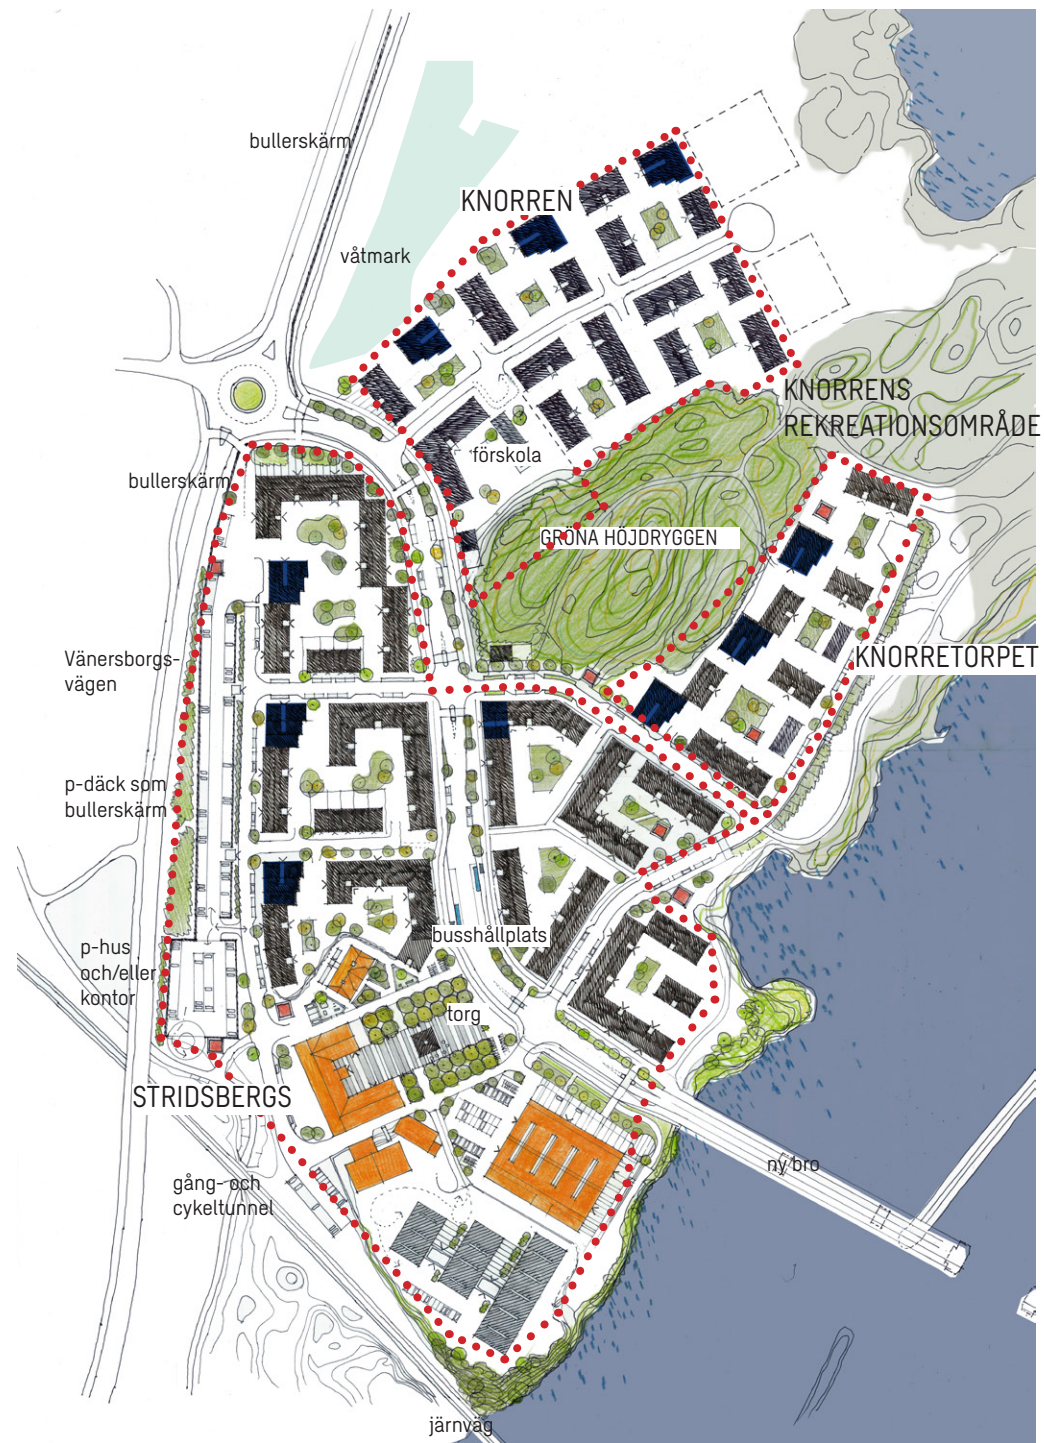 bullerskärm
KNORREN
våtmark
KNORRENS
REKREATIONSOMRÅDE
förskola
bullerskärm
GRÖNA HÖJDRYGGEN
Vänersborgs-
vägen
KNORRETORPET
p-däck som
bullerskärm
p-hus
och/eller
kontor
busshållplats
torg
STRIDSBERGS
ny bro
gång- och
cykeltunnel
järnväg